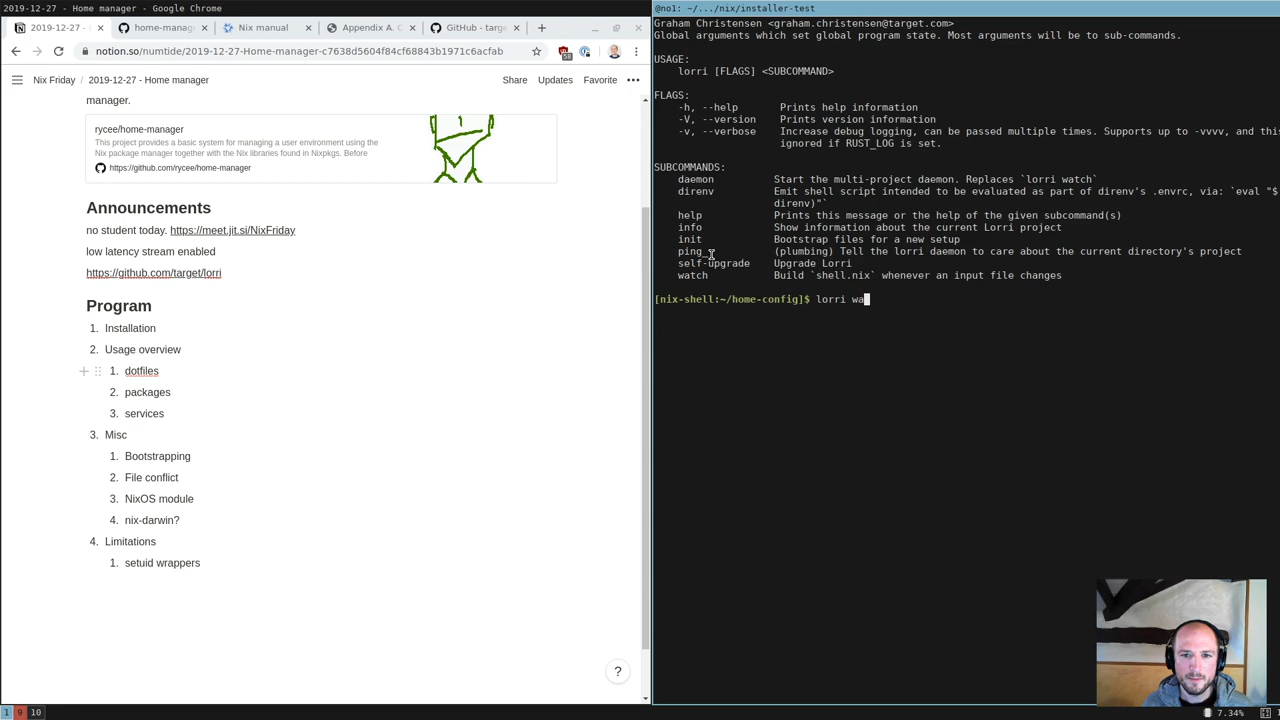 2019-12-27 - Home manager - Google Chrome
2019-12-27 -
home-manag
Nix manual
Appendix A. C
GitHub - targ
notion.so/numtide/2019-12-27-Home-manager-c7638d5604f84cf68843b1971c6acfab
58
Nix Friday / 2019-12-27 - Home manager
Share Updates Favorite
manager.
rycee/home-manager
This project provides a basic system for managing a user environment using the
Nix package manager together with the Nix libraries found in Nixpkgs. Before
https://github.com/rycee/home-manager
Announcements
no student today. https://meet.jit.si/NixFriday
low latency stream enabled
https://github.com/target/lorri
Program
1. Installation
2. Usage overview
1. dotfiles
2. packages
3. services
3. Misc
1. Bootstrapping
2. File conflict
3. NixOS module
4. nix-darwin?
4. Limitations
1. setuid wrappers
?
1 9 10
@no1: ~/.../nix/installer-test
Graham Christensen <graham.christensen@target.com>
Global arguments which set global program state. Most arguments will be to sub-commands.
USAGE:
lorri [FLAGS] <SUBCOMMAND>
FLAGS:
-h, --help Prints help information
-V, --version Prints version information
-v, --verbose Increase debug logging, can be passed multiple times. Supports up to -vvvv, and this
ignored if RUST_LOG is set.
SUBCOMMANDS:
daemon Start the multi-project daemon. Replaces `lorri watch`
direnv Emit shell script intended to be evaluated as part of direnv's .envrc, via: `eval "$
direnv)"`
help Prints this message or the help of the given subcommand(s)
info Show information about the current Lorri project
init Bootstrap files for a new setup
ping_ (plumbing) Tell the lorri daemon to care about the current directory's project
self-upgrade Upgrade Lorri
watch Build `shell.nix` whenever an input file changes
[nix-shell:~/home-config]$ lorri wa
7.34%